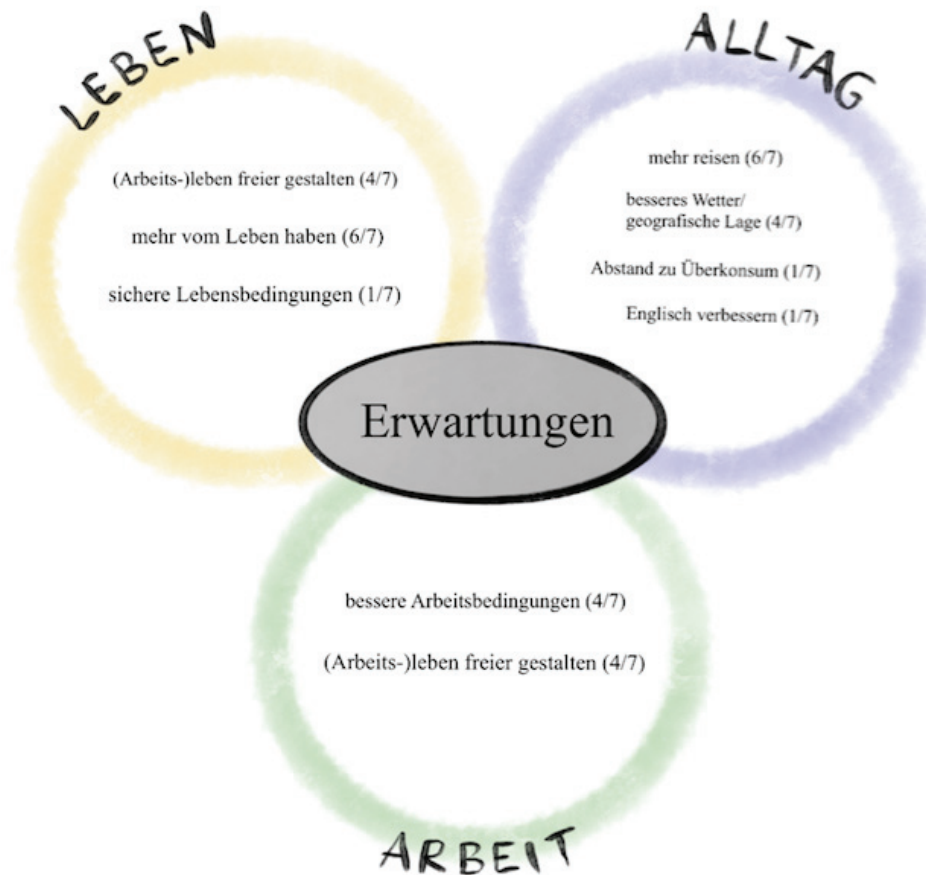 LEBEN
(Arbeits-)leben freier gestalten (4/7)
mehr vom Leben haben (6/7)
sichere Lebensbedingungen (1/7)
ALLTAG
mehr reisen (6/7)
besseres Wetter/
geografische Lage (4/7)
Abstand zu Überkonsum (1/7)
Englisch verbessern (1/7)
Erwartungen
bessere Arbeitsbedingungen (4/7)
(Arbeits-)leben freier gestalten (4/7)
ARBEIT